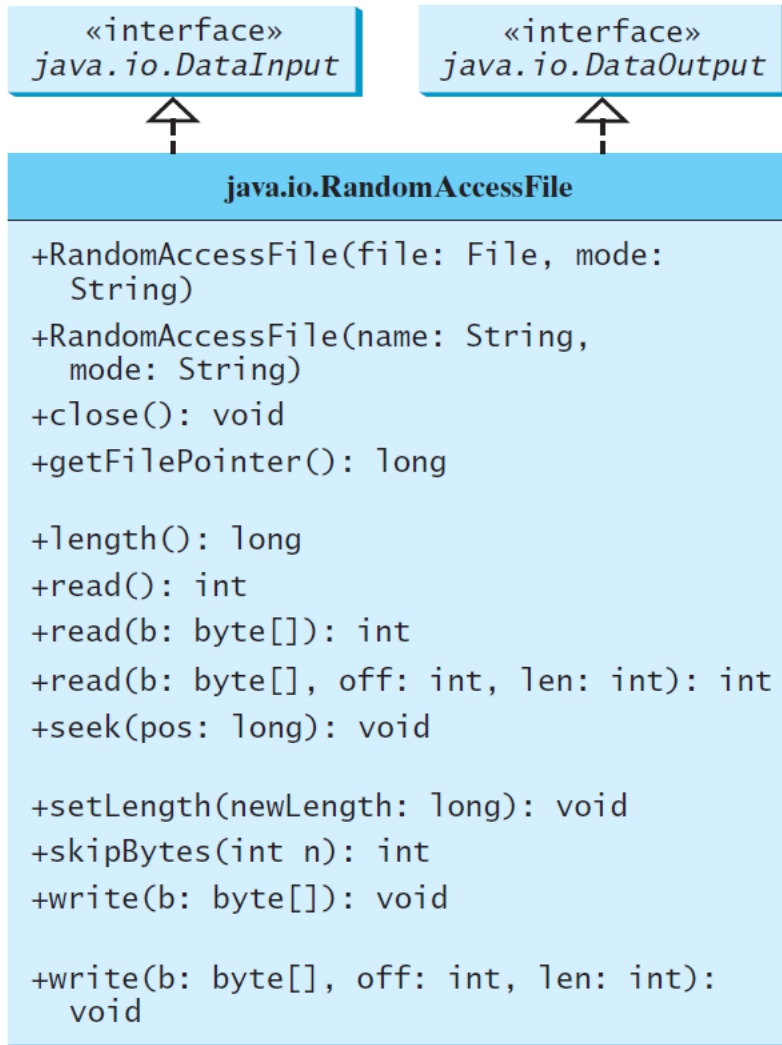 «interface»
java.io.DataInput
«interface»
java.io.DataOutput
java.io.RandomAccessFile
+RandomAccessFile(file: File, mode:
String)
+RandomAccessFile(name: String,
mode: String)
+close(): void
+getFilePointer(): long
+length(): long
+read(): int
+read(b: byte[]): int
+read(b: byte[], off: int, len: int): int
+seek(pos: long): void
+setLength(newLength: long): void
+skipBytes(int n): int
+write(b: byte[]): void
+write(b: byte[], off: int, len: int):
void